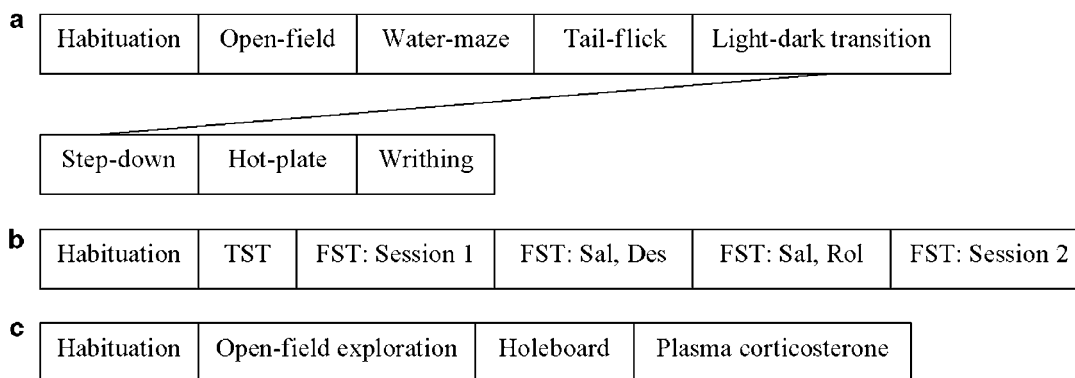 a
Habituation Open-field Water-maze Tail-flick Light-dark transition
Step-down Hot-plate Writhing
b
Habituation TST FST: Session 1 FST: Sal, Des FST: Sal, Rol FST: Session 2
c
Habituation Open-field exploration Holeboard Plasma corticosterone